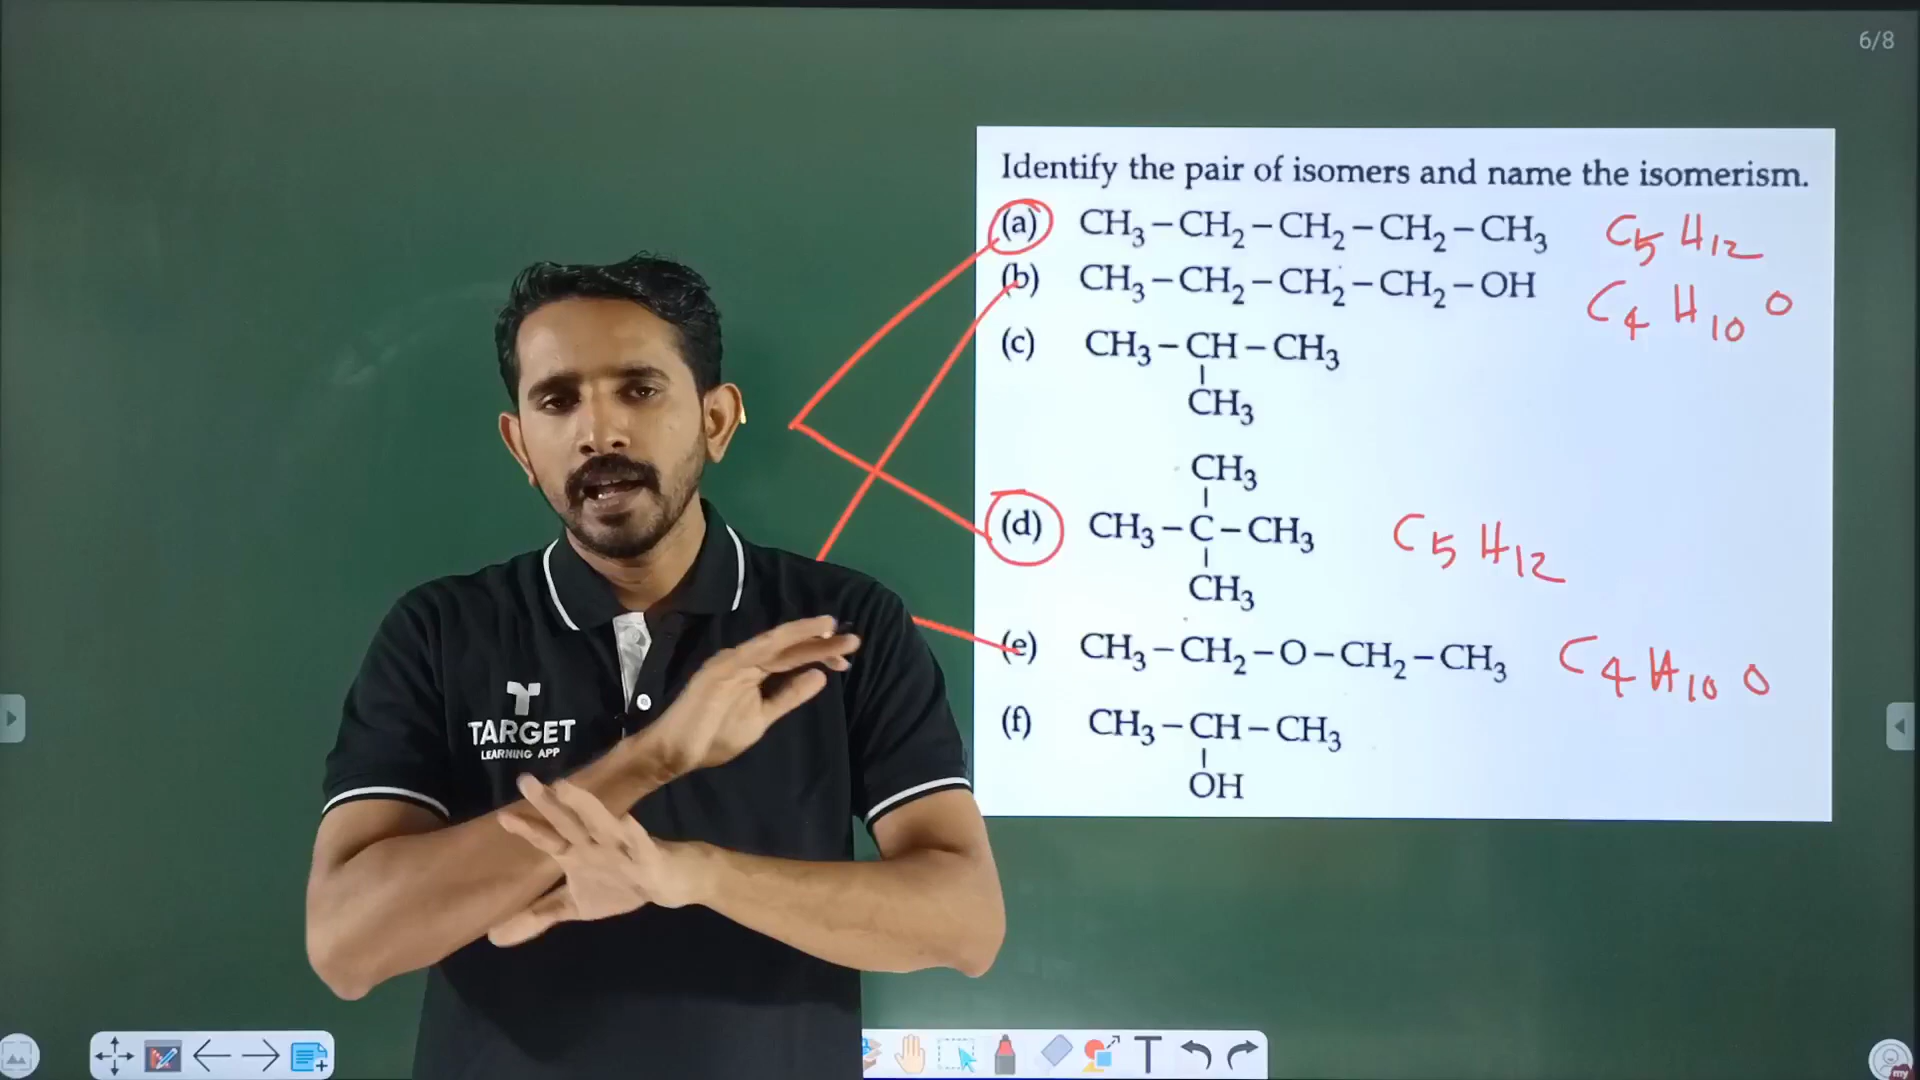 6/8
Identify the pair of isomers and name the isomerism.
(a) CH₃–CH₂–CH₂–CH₂–CH₃ C₅H₁₂
(b) CH₃–CH₂–CH₂–CH₂–OH C₄H₁₀O
(c) CH₃–CH–CH₃
CH₃
CH₃
(d) CH₃–C–CH₃ C₅H₁₂
CH₃
(e) CH₃–CH₂–O–CH₂–CH₃ C₄H₁₀O
(f) CH₃–CH–CH₃
OH
TARGET
LEARNING APP
T
my